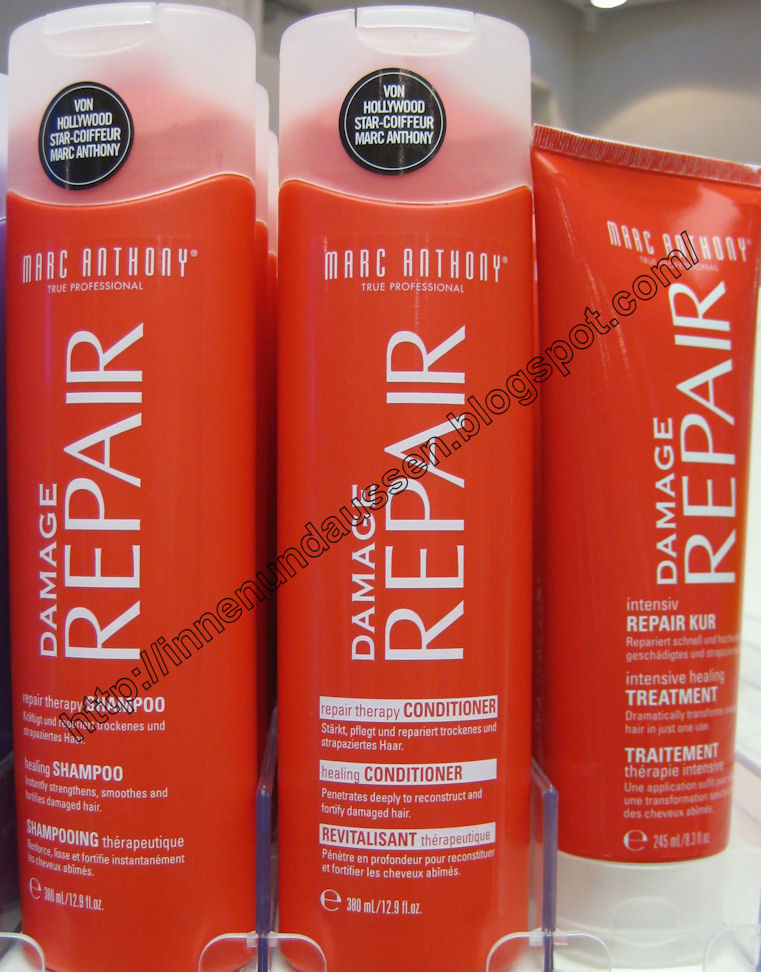 VON
HOLLYWOOD
STAR-COIFFEUR
MARC ANTHONY
MARC ANTHONY®
TRUE PROFESSIONAL
DAMAGE
REPAIR
repair therapy SHAMPOO
Kräftigt und repariert trockenes und
strapaziertes Haar.
healing SHAMPOO
Instantly strengthens, smoothes and
fortifies damaged hair.
SHAMPOOING thérapeutique
Renforce, lisse et fortifie instantanément
les cheveux abîmés.
e 380 mL/12.9 fl.oz.
VON
HOLLYWOOD
STAR-COIFFEUR
MARC ANTHONY
MARC ANTHONY®
TRUE PROFESSIONAL
DAMAGE
REPAIR
repair therapy CONDITIONER
Stärkt, pflegt und repariert trockenes und
strapaziertes Haar.
healing CONDITIONER
Penetrates deeply to reconstruct and
fortify damaged hair.
REVITALISANT thérapeutique
Pénètre en profondeur pour reconstituer
et fortifier les cheveux abîmés.
e 380 mL/12.9 fl.oz.
MARC ANTHONY®
TRUE PROFESSIONAL
DAMAGE
REPAIR
intensiv
REPAIR KUR
Repariert schnell und
geschädigtes und
intensive healing
TREATMENT
Dramatically transforms
hair in just one use.
TRAITEMENT
thérapie intensive
Une application suffit
une transformation
des cheveux abîmés.
e 245 mL/8.3 fl.oz.
http://innenundaussen.blogspot.com/